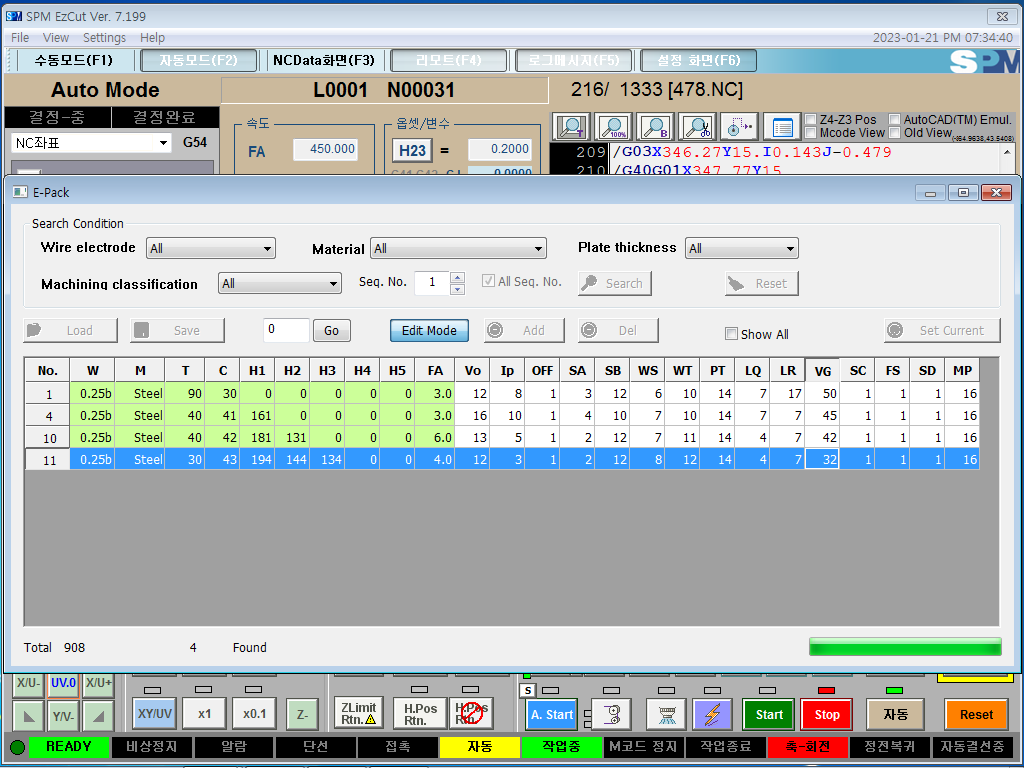 SPM EzCut Ver. 7.199
File View Settings Help 2023-01-21 PM 07:34:40
수동모드(F1) 자동모드(F2) NCData화면(F3) 리모트(F4) 로그메시지(F5) 설정 화면(F6) SPM
Auto Mode L0001 N00031 216/ 1333 [478.NC]
결정-중 결정완료
NC좌표 G54
속도
FA 450.000
옵셋/변수
H23 = 0.2000
0.0000
T 100% B
Z4-Z3 Pos AutoCAD(TM) Emul.
Mcode View Old View (-164.9638,43.5408)
209 /G03X346.27Y15.I0.143J-0.479
210 /G40G01X347.77Y15
E-Pack
Search Condition
Wire electrode All Material All Plate thickness All
Machining classification All Seq. No. 1 All Seq. No. Search Reset
Load Save 0 Go Edit Mode Add Del Show All Set Current
No. W M T C H1 H2 H3 H4 H5 FA Vo Ip OFF SA SB WS WT PT LQ LR VG SC FS SD MP
1 0.25b Steel 90 30 0 0 0 0 0 3.0 12 8 1 3 12 6 10 14 7 17 50 1 1 1 16
4 0.25b Steel 40 41 161 0 0 0 0 3.0 16 10 1 4 10 7 10 14 7 7 45 1 1 1 16
10 0.25b Steel 40 42 181 131 0 0 0 6.0 13 5 1 2 12 7 11 14 4 7 42 1 1 1 16
11 0.25b Steel 30 43 194 144 134 0 0 4.0 12 3 1 2 12 8 12 14 4 7 32 1 1 1 16
Total 908 4 Found
X/U- UV.0 X/U+
Y/V-
XY/UV x1 x0.1 Z- ZLimit Rtn. H.Pos Rtn. H.Pos Rtn. S A. Start Start Stop 자동 Reset
READY 비상정지 알람 단선 접촉 자동 작업중 M코드 정지 작업종료 축-회전 정전복귀 자동결선중